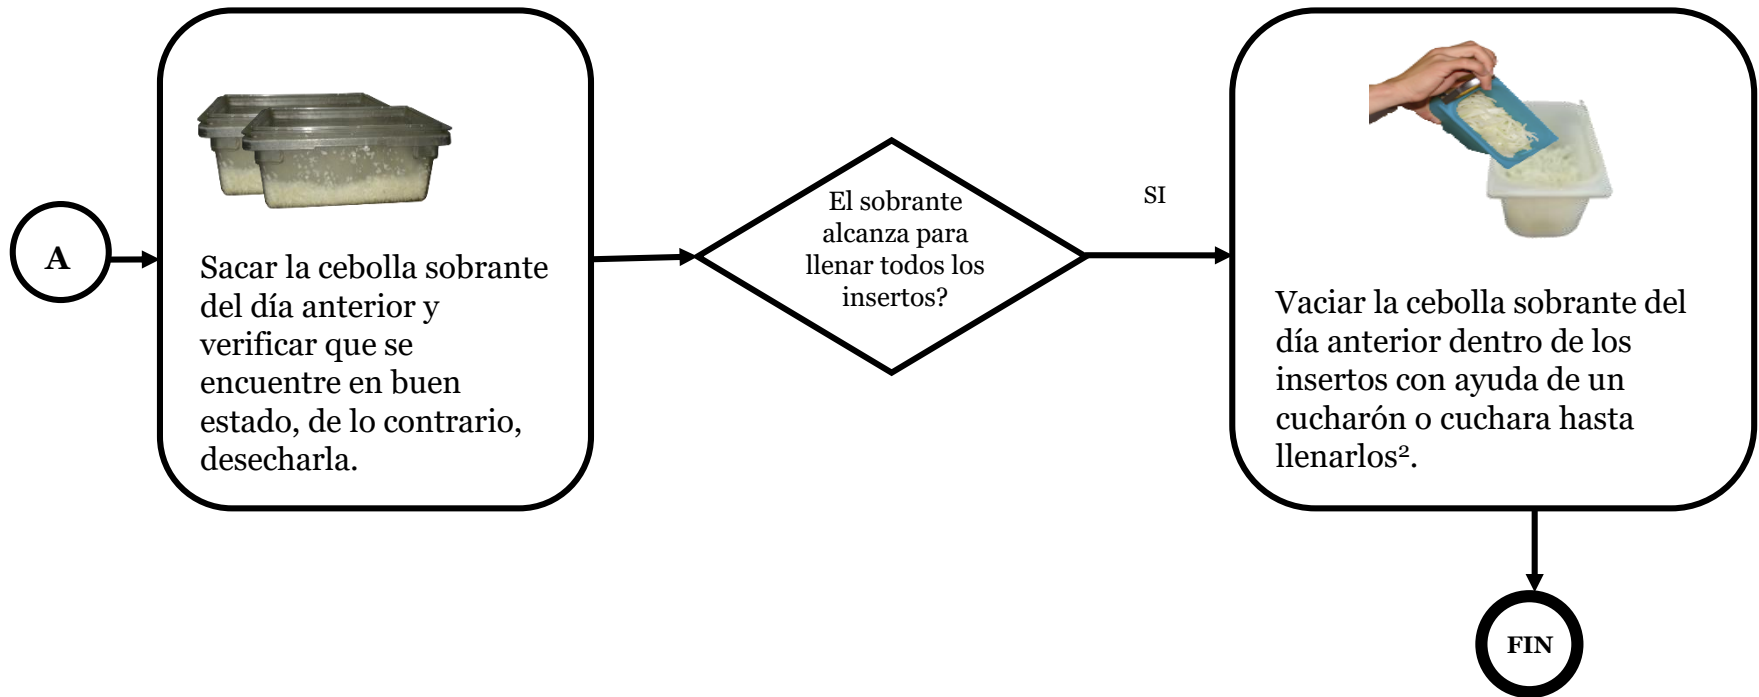 A
Sacar la cebolla sobrante
del día anterior y
verificar que se
encuentre en buen
estado, de lo contrario,
desecharla.
El sobrante
alcanza para
llenar todos los
insertos?
SI
Vaciar la cebolla sobrante del
día anterior dentro de los
insertos con ayuda de un
cucharón o cuchara hasta
llenarlos².
FIN